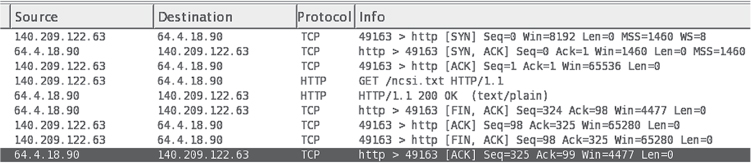 Source Destination Protocol Info
140.209.122.63 64.4.18.90 TCP 49163 > http [SYN] Seq=0 Win=8192 Len=0 MSS=1460 WS=8
64.4.18.90 140.209.122.63 TCP http > 49163 [SYN, ACK] Seq=0 Ack=1 Win=1460 Len=0 MSS=1460
140.209.122.63 64.4.18.90 TCP 49163 > http [ACK] Seq=1 Ack=1 Win=65536 Len=0
140.209.122.63 64.4.18.90 HTTP GET /ncsi.txt HTTP/1.1
64.4.18.90 140.209.122.63 HTTP HTTP/1.1 200 OK (text/plain)
64.4.18.90 140.209.122.63 TCP http > 49163 [FIN, ACK] Seq=324 Ack=98 Win=4477 Len=0
140.209.122.63 64.4.18.90 TCP 49163 > http [ACK] Seq=98 Ack=325 Win=65280 Len=0
140.209.122.63 64.4.18.90 TCP 49163 > http [FIN, ACK] Seq=98 Ack=325 Win=65280 Len=0
64.4.18.90 140.209.122.63 TCP http > 49163 [ACK] Seq=325 Ack=99 Win=4477 Len=0